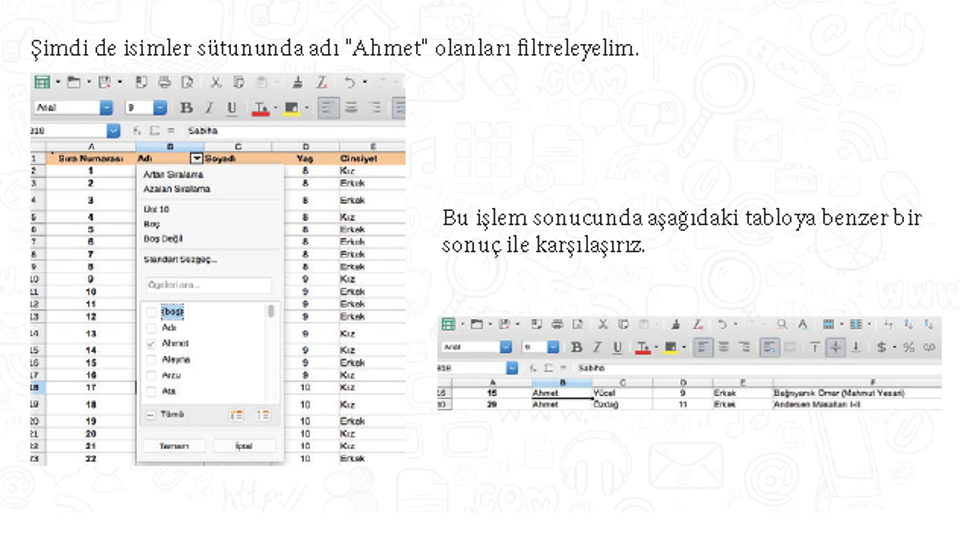 Şimdi de isimler sütununda adı "Ahmet" olanları filtreleyelim.
Arial 9 B I U
Sabiha
A B C D E
1 Sıra Numarası Adı Soyadı Yaş Cinsiyet
2 1 8 Kız
3 2 8 Erkek
4 3 8 Erkek
5 4 8 Kız
6 5 8 Erkek
7 6 8 Erkek
8 7 8 Erkek
9 8 8 Erkek
10 9 9 Kız
11 10 9 Erkek
12 11 9 Erkek
13 12 9 Erkek
14 13 9 Kız
15 14 9 Kız
16 15 9 Erkek
17 16 9 Kız
18 17 10 Kız
19 18 10 Kız
20 19 10 Erkek
21 20 10 Kız
22 21 10 Kız
23 22 10 Erkek
Artan Sıralama
Azalan Sıralama
Üst 10
Boş
Boş Değil
Standart Süzgeç...
Ögeleri ara...
(boş)
Ada
Ahmet
Aleyna
Arzu
Ata
Tümü
Tamam İptal
Bu işlem sonucunda aşağıdaki tabloya benzer bir
sonuç ile karşılaşırız.
Arial 9 B I U $ %
Sabiha
A B C D E F
16 15 Ahmet Yücel 9 Erkek Bağrıyanık Ömer (Mahmut Yesari)
30 29 Ahmet Özdağ 11 Erkek Andersen Masalları I-II